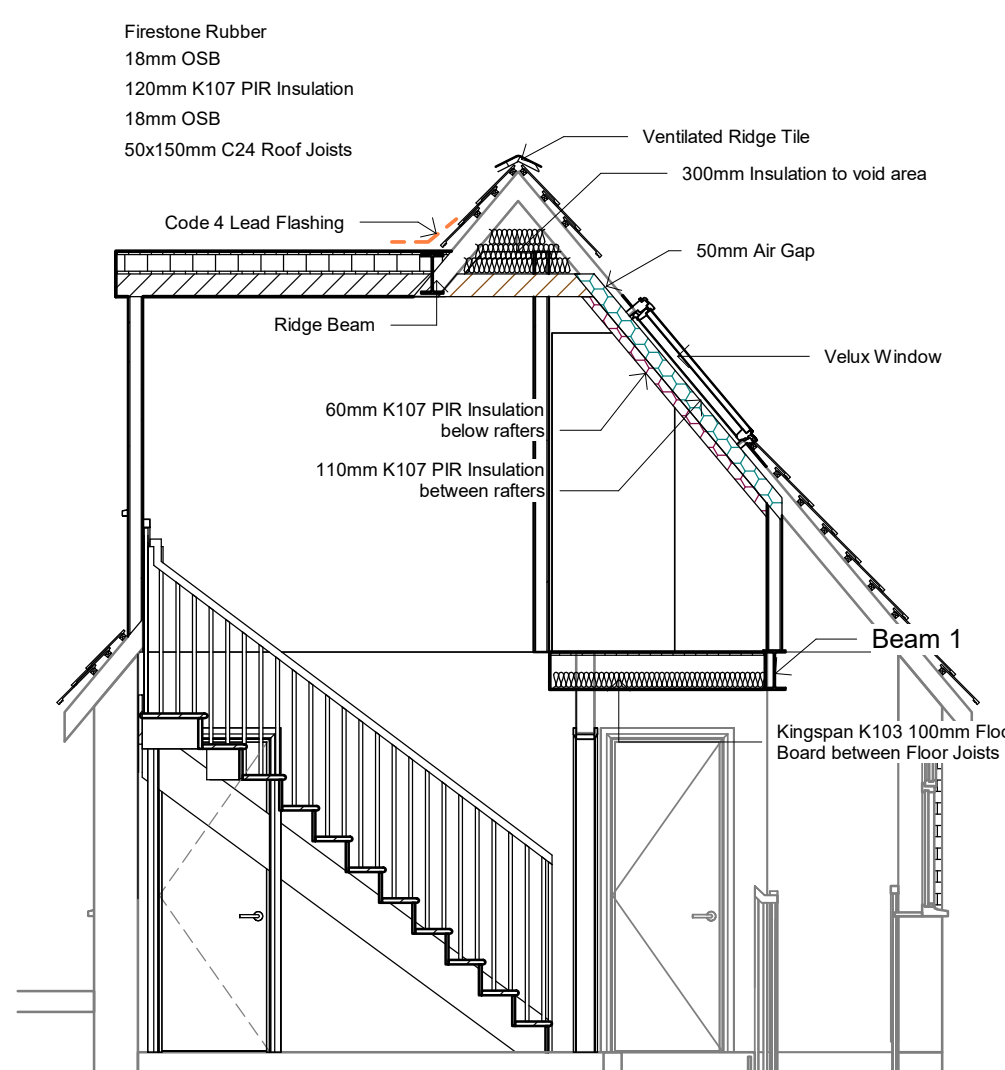 Firestone Rubber
18mm OSB
120mm K107 PIR Insulation
18mm OSB
50x150mm C24 Roof Joists
Ventilated Ridge Tile
300mm Insulation to void area
Code 4 Lead Flashing
50mm Air Gap
Ridge Beam
Velux Window
60mm K107 PIR Insulation
below rafters
110mm K107 PIR Insulation
between rafters
Beam 1
Kingspan K103 100mm Floo
Board between Floor Joists